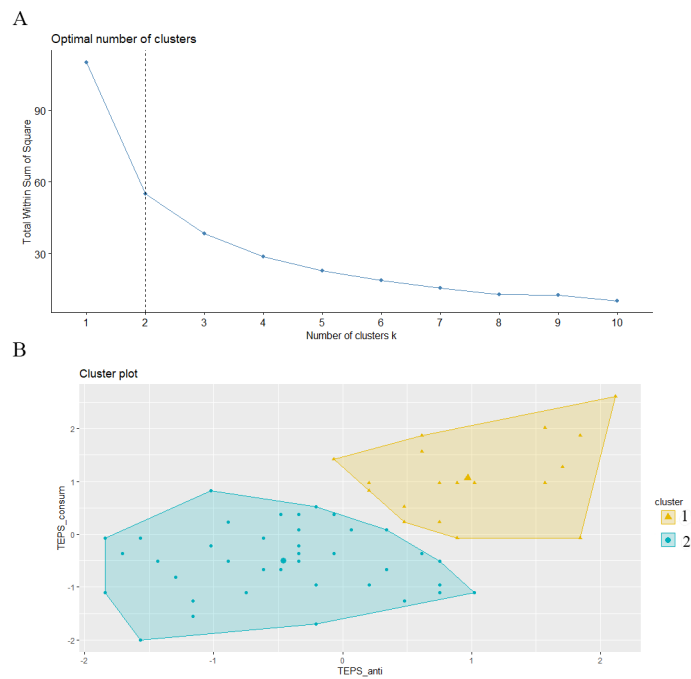 A
Optimal number of clusters
Total Within Sum of Square
90
60
30
1 2 3 4 5 6 7 8 9 10
Number of clusters k
B
Cluster plot
TEPS_consum
2
1
0
-1
-2
-2 -1 0 1 2
TEPS_anti
cluster
1
2